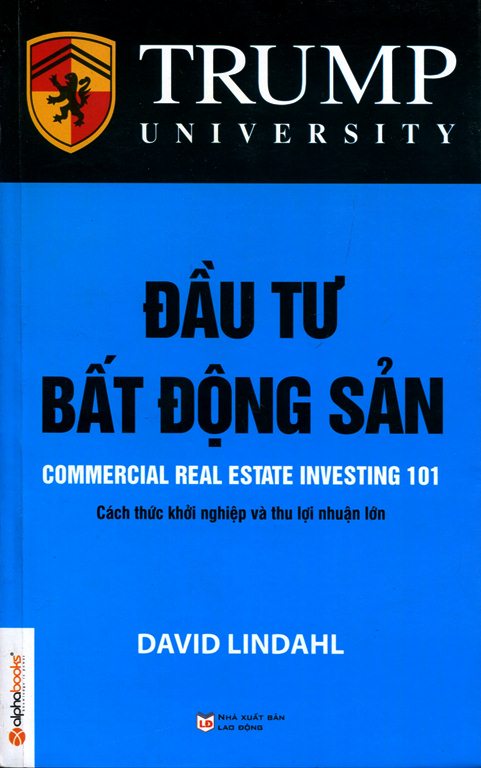 TRUMP
UNIVERSITY
ĐẦU TƯ
BẤT ĐỘNG SẢN
COMMERCIAL REAL ESTATE INVESTING 101
Cách thức khởi nghiệp và thu lợi nhuận lớn
DAVID LINDAHL
alphabooks
LĐ
NHÀ XUẤT BẢN
LAO ĐỘNG